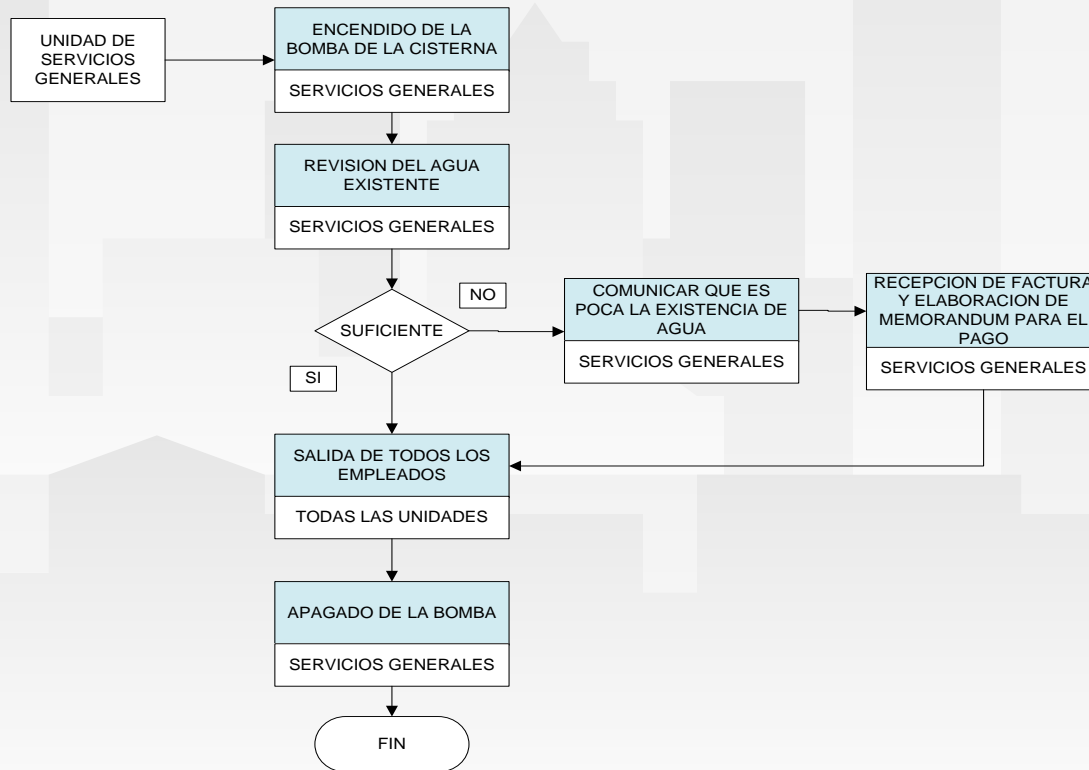 UNIDAD DE
SERVICIOS
GENERALES
ENCENDIDO DE LA
BOMBA DE LA CISTERNA
SERVICIOS GENERALES
REVISION DEL AGUA
EXISTENTE
SERVICIOS GENERALES
SUFICIENTE
NO
SI
COMUNICAR QUE ES
POCA LA EXISTENCIA DE
AGUA
SERVICIOS GENERALES
RECEPCION DE FACTURA
Y ELABORACION DE
MEMORANDUM PARA EL
PAGO
SERVICIOS GENERALES
SALIDA DE TODOS LOS
EMPLEADOS
TODAS LAS UNIDADES
APAGADO DE LA BOMBA
SERVICIOS GENERALES
FIN